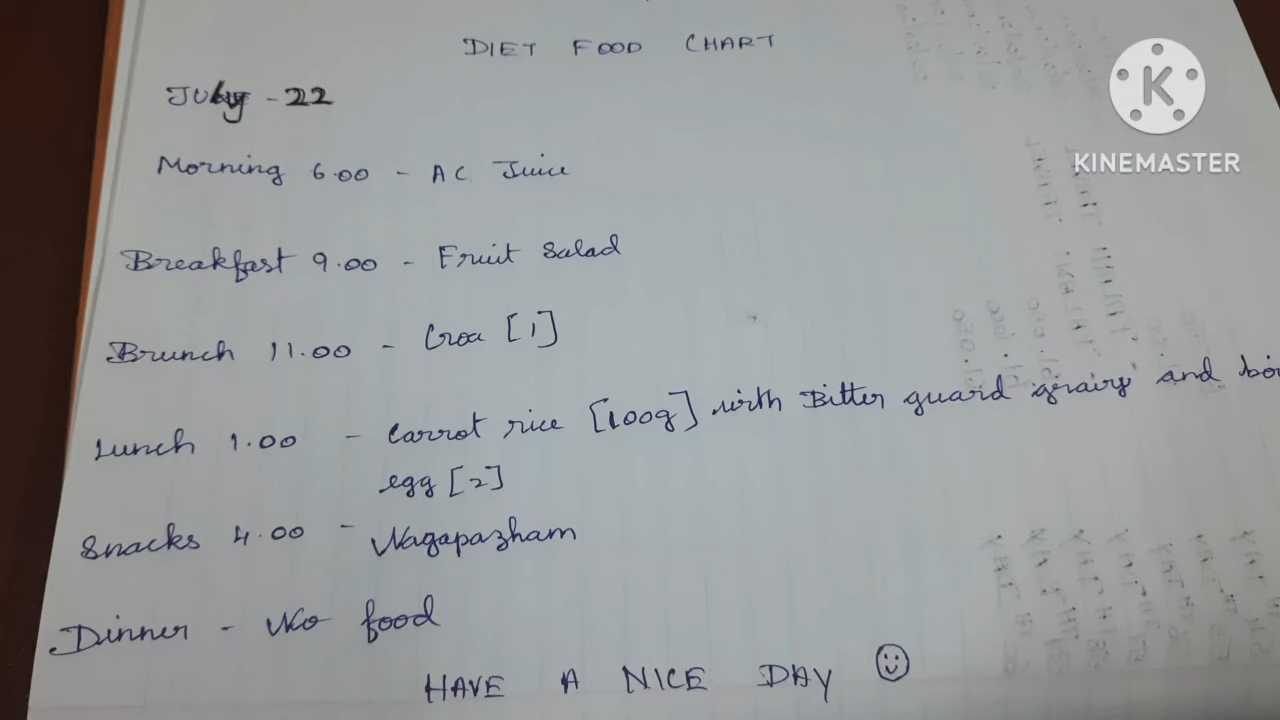 DIET FOOD CHART
July - 22
KINEMASTER
Morning 6.00 - AC Juice
Breakfast 9.00 - Fruit Salad
Brunch 11.00 - Croa [1]
Lunch 1.00 - Carrot rice [100g] with Bitter guard grairy and
egg [2]
Snacks 4.00 - Nagapazham
Dinner - No food
HAVE A NICE DAY